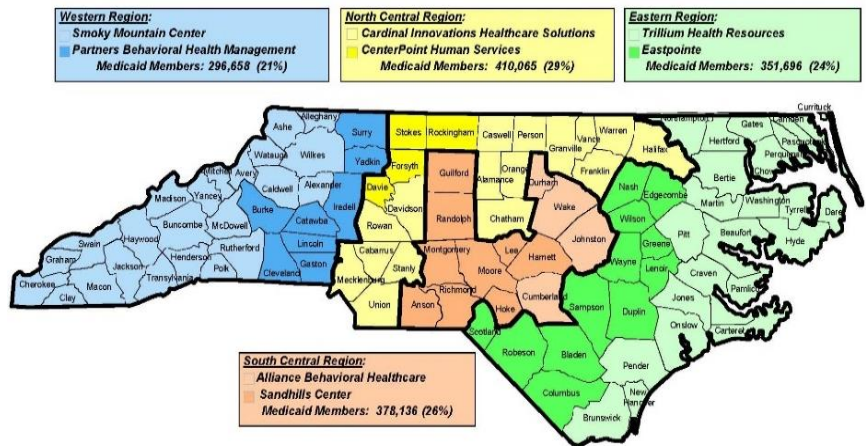 Western Region:
Smoky Mountain Center
Partners Behavioral Health Management
Medicaid Members: 296,658 (21%)
North Central Region:
Cardinal Innovations Healthcare Solutions
CenterPoint Human Services
Medicaid Members: 410,065 (29%)
Eastern Region:
Trillium Health Resources
Eastpointe
Medicaid Members: 351,696 (24%)
Currituck
Alleghany
Ashe
Surry
Stokes
Rockingham
Caswell
Person
Vance
Warren
Granville
Halifax
Northampton
Gates
Camden
Pasquotank
Perquimans
Hertford
Chowan
Watauga
Wilkes
Yadkin
Forsyth
Guilford
Orange
Alamance
Durham
Franklin
Nash
Edgecombe
Bertie
Mitchell
Avery
Caldwell
Alexander
Iredell
Davie
Davidson
Randolph
Chatham
Wake
Wilson
Martin
Washington
Tyrrell
Dare
Madison
Yancey
Burke
Catawba
Rowan
Johnston
Greene
Pitt
Beaufort
Hyde
Buncombe
McDowell
Lincoln
Cabarrus
Montgomery
Lee
Harnett
Wayne
Lenoir
Craven
Pamlico
Swain
Haywood
Rutherford
Cleveland
Gaston
Mecklenburg
Stanly
Moore
Graham
Jackson
Henderson
Polk
Transylvania
Cherokee
Macon
Clay
Union
Anson
Richmond
Hoke
Cumberland
Sampson
Duplin
Jones
Onslow
Carteret
Scotland
Robeson
Bladen
Pender
Columbus
New Hanover
Brunswick
South Central Region:
Alliance Behavioral Healthcare
Sandhills Center
Medicaid Members: 378,136 (26%)